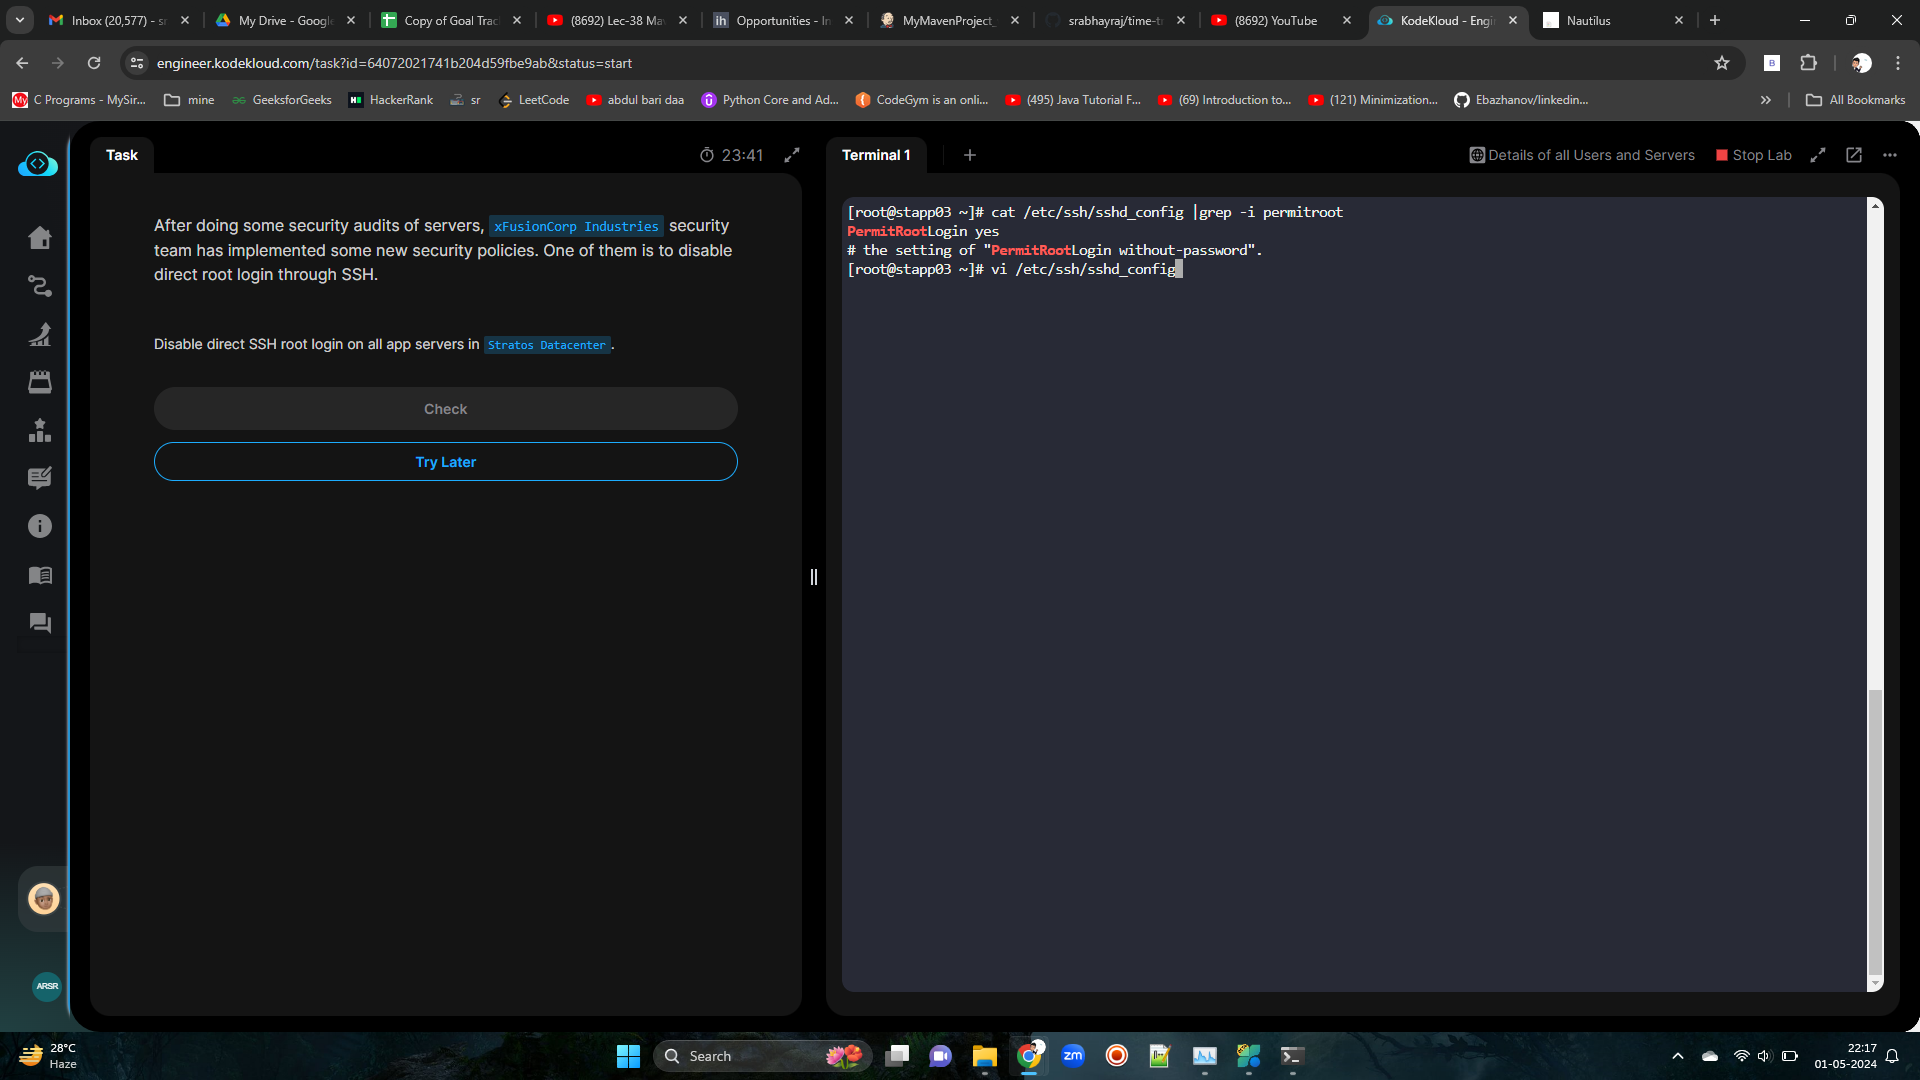 Inbox (20,577) - sr
My Drive - Google
Copy of Goal Trac
(8692) Lec-38 Ma
ih
Opportunities - In
MyMavenProject_
srabhayraj/time-t
(8692) YouTube
KodeKloud - Engi
Nautilus
engineer.kodekloud.com/task?id=64072021741b204d59fbe9ab&status=start
B
My
C Programs - MySir...
mine
GeeksforGeeks
HackerRank
sr
LeetCode
abdul bari daa
Python Core and Ad...
CodeGym is an onli...
(495) Java Tutorial F...
(69) Introduction to...
(121) Minimization...
Ebazhanov/linkedin...
All Bookmarks
Task
23:41
After doing some security audits of servers, xFusionCorp Industries security
team has implemented some new security policies. One of them is to disable
direct root login through SSH.
Disable direct SSH root login on all app servers in Stratos Datacenter.
Check
Try Later
Terminal 1
Details of all Users and Servers
Stop Lab
[root@stapp03 ~]# cat /etc/ssh/sshd_config |grep -i permitroot
PermitRootLogin yes
# the setting of "PermitRootLogin without-password".
[root@stapp03 ~]# vi /etc/ssh/sshd_config
ARSR
28°C
Haze
Search
zm
22:17
01-05-2024